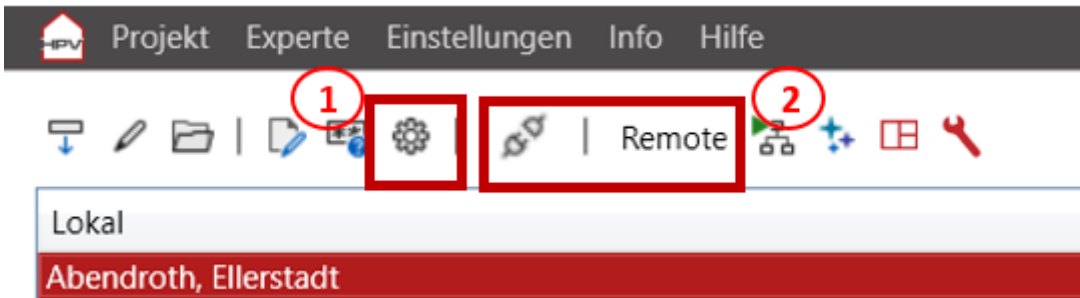 HPV Projekt Experte Einstellungen Info Hilfe
1 2
** ? Remote
Lokal
Abendroth, Ellerstadt